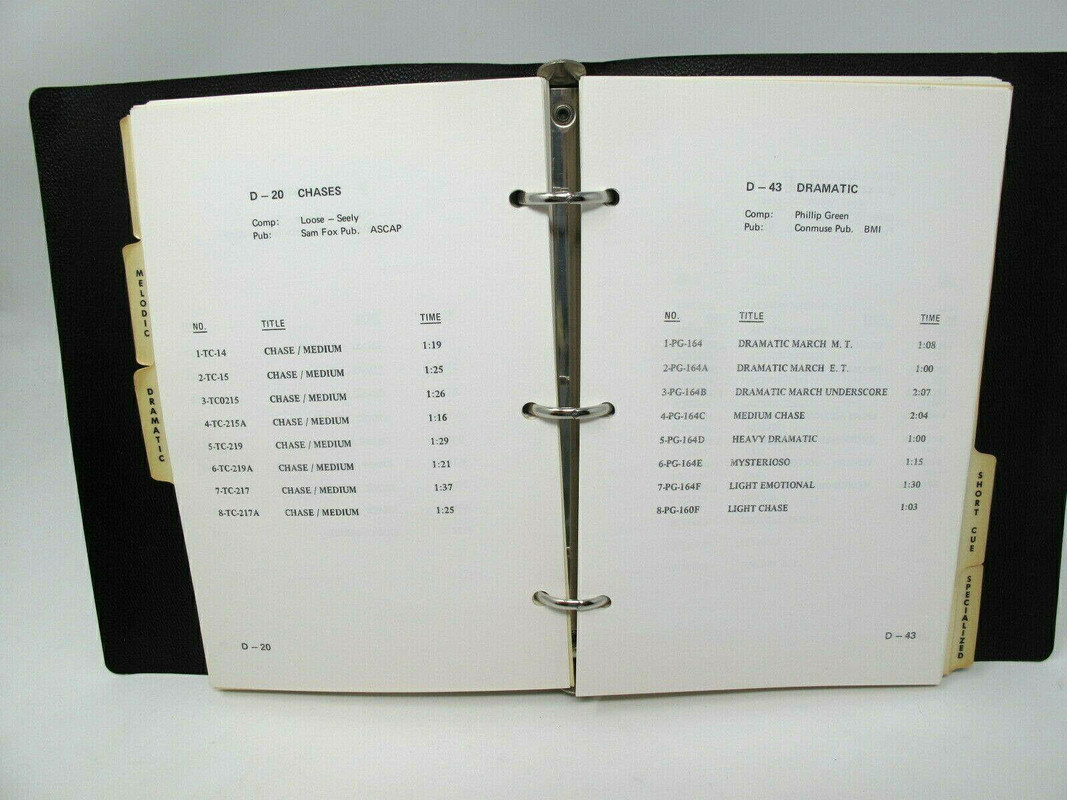 MELODIC
DRAMATIC
D – 20 CHASES
Comp: Loose – Seely
Pub: Sam Fox Pub. ASCAP
NO. TITLE TIME
1-TC-14 CHASE / MEDIUM 1:19
2-TC-15 CHASE / MEDIUM 1:25
3-TC0215 CHASE / MEDIUM 1:26
4-TC-215A CHASE / MEDIUM 1:16
5-TC-219 CHASE / MEDIUM 1:29
6-TC-219A CHASE / MEDIUM 1:21
7-TC-217 CHASE / MEDIUM 1:37
8-TC-217A CHASE / MEDIUM 1:25
D – 20
D – 43 DRAMATIC
Comp: Phillip Green
Pub: Conmuse Pub. BMI
NO. TITLE TIME
1-PG-164 DRAMATIC MARCH M. T. 1:08
2-PG-164A DRAMATIC MARCH E. T. 1:00
3-PG-164B DRAMATIC MARCH UNDERSCORE 2:07
4-PG-164C MEDIUM CHASE 2:04
5-PG-164D HEAVY DRAMATIC 1:00
6-PG-164E MYSTERIOSO 1:15
7-PG-164F LIGHT EMOTIONAL 1:30
8-PG-160F LIGHT CHASE 1:03
D – 43
SHORT CUE
SPECIALIZED